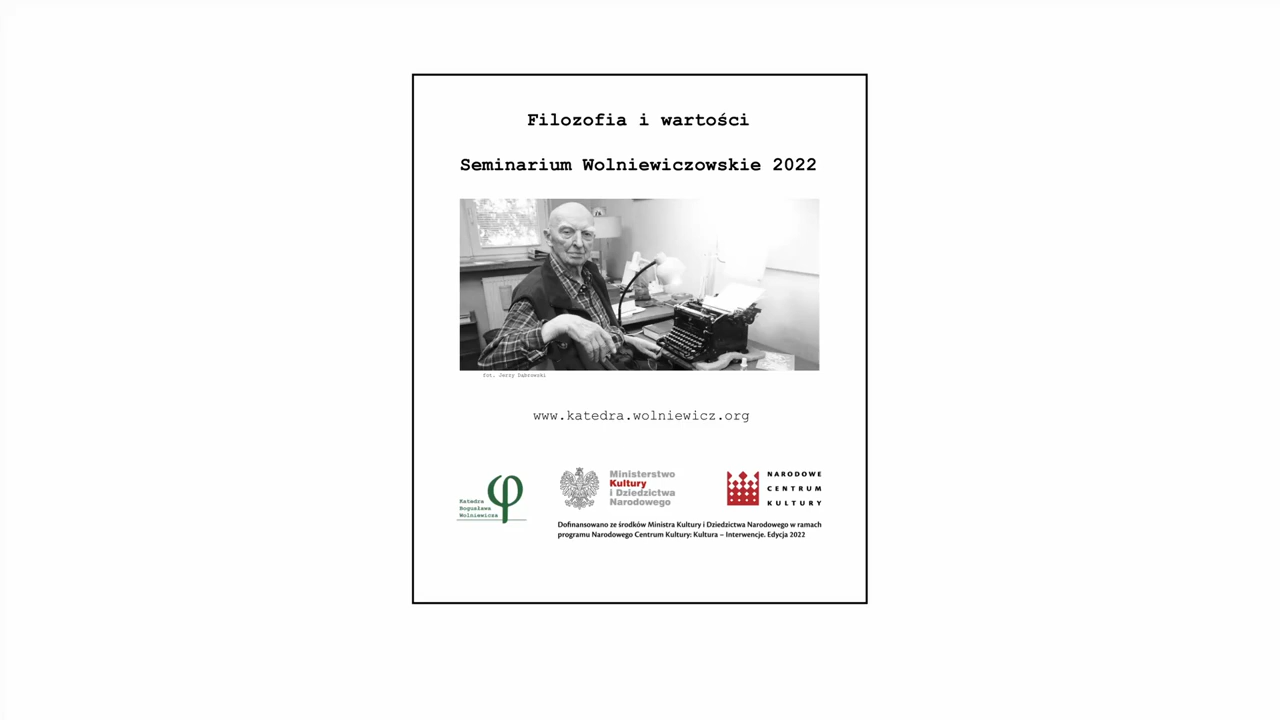 Filozofia i wartości
Seminarium Wolniewiczowskie 2022
fot. Jerzy Dąbrowski
www.katedra.wolniewicz.org
Katedra
Bogusława
Wolniewicza
φ
Ministerstwo
Kultury
i Dziedzictwa
Narodowego
NARODOWE
CENTRUM
KULTURY
Dofinansowano ze środków Ministra Kultury i Dziedzictwa Narodowego w ramach
programu Narodowego Centrum Kultury: Kultura – Interwencje. Edycja 2022